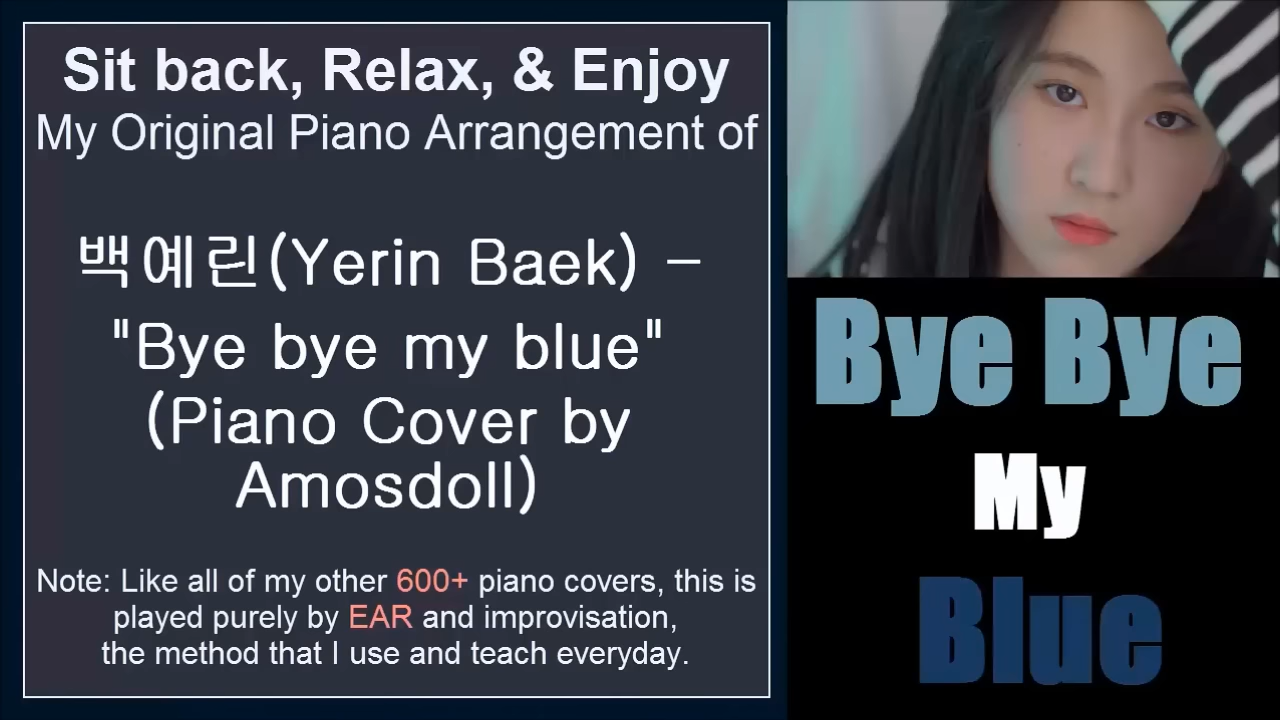 Sit back, Relax, & Enjoy
My Original Piano Arrangement of
백예린(Yerin Baek) -
"Bye bye my blue"
(Piano Cover by
Amosdoll)
Note: Like all of my other 600+ piano covers, this is
played purely by EAR and improvisation,
the method that I use and teach everyday.
Bye Bye
My
Blue